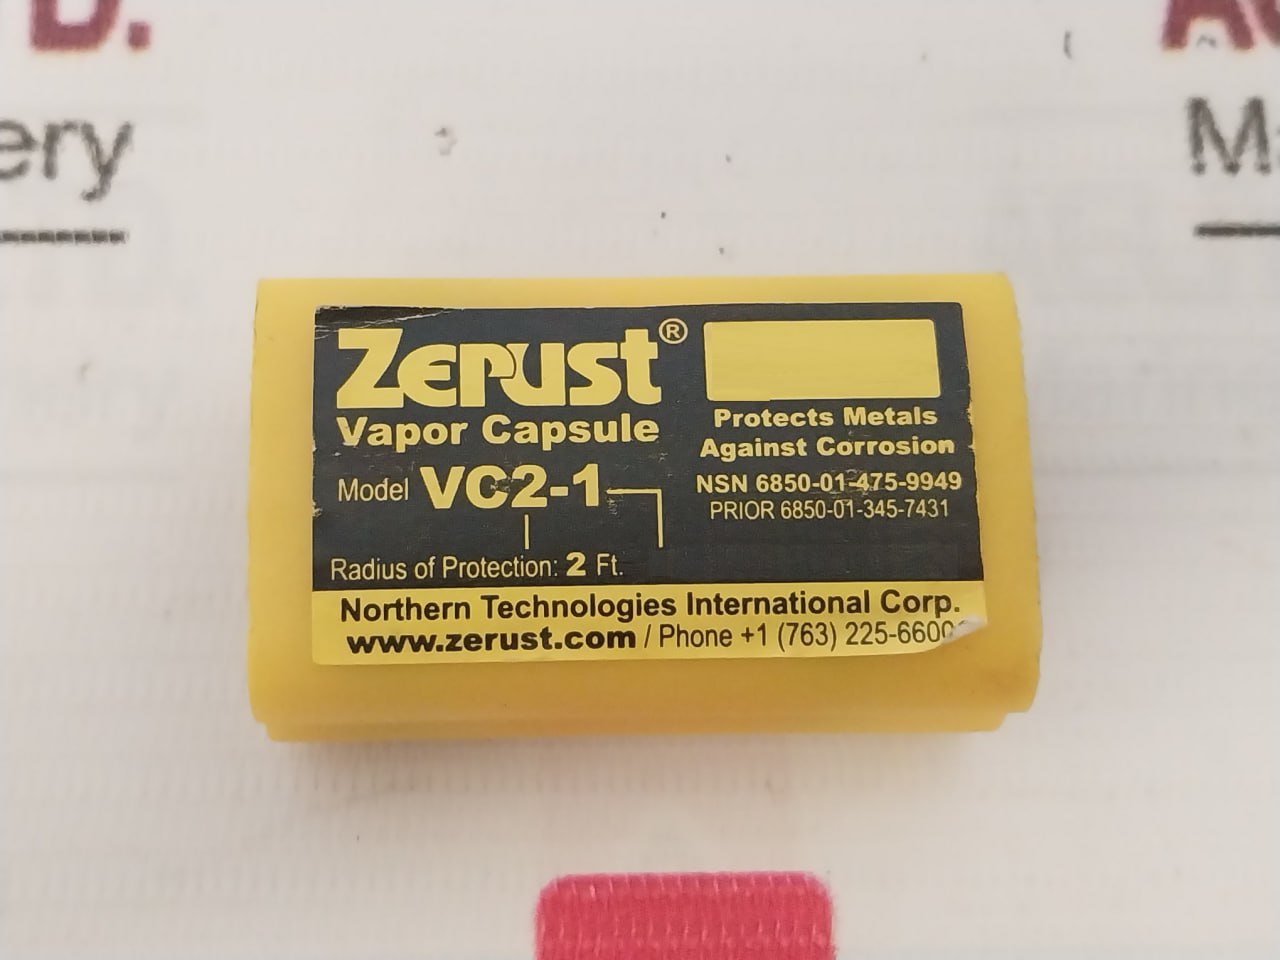 D.
ery
Zerust®
Vapor Capsule
Model VC2-1
Radius of Protection: 2 Ft.
Protects Metals
Against Corrosion
NSN 6850-01-475-9949
PRIOR 6850-01-345-7431
Northern Technologies International Corp.
www.zerust.com / Phone +1 (763) 225-6600